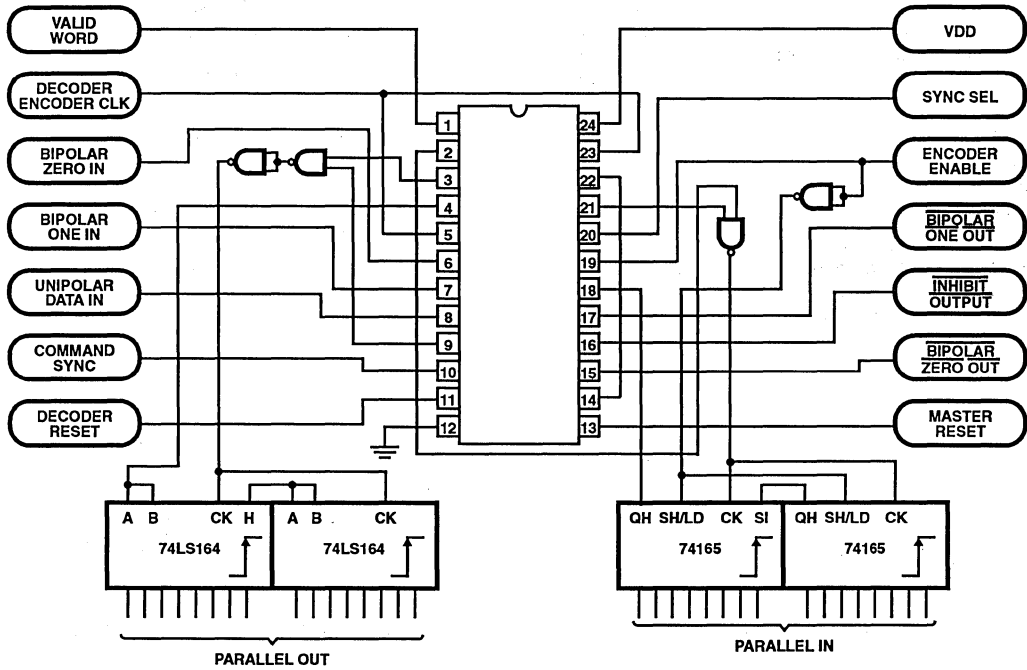 VALID
WORD
DECODER
ENCODER CLK
BIPOLAR
ZERO IN
BIPOLAR
ONE IN
UNIPOLAR
DATA IN
COMMAND
SYNC
DECODER
RESET
1
2
3
4
5
6
7
8
9
10
11
12
24
23
22
21
20
19
18
17
16
15
14
13
VDD
SYNC SEL
ENCODER
ENABLE
BIPOLAR
ONE OUT
INHIBIT
OUTPUT
BIPOLAR
ZERO OUT
MASTER
RESET
A B CK H A B CK
74LS164 74LS164
PARALLEL OUT
QH SH/LD CK SI QH SH/LD CK
74165 74165
PARALLEL IN